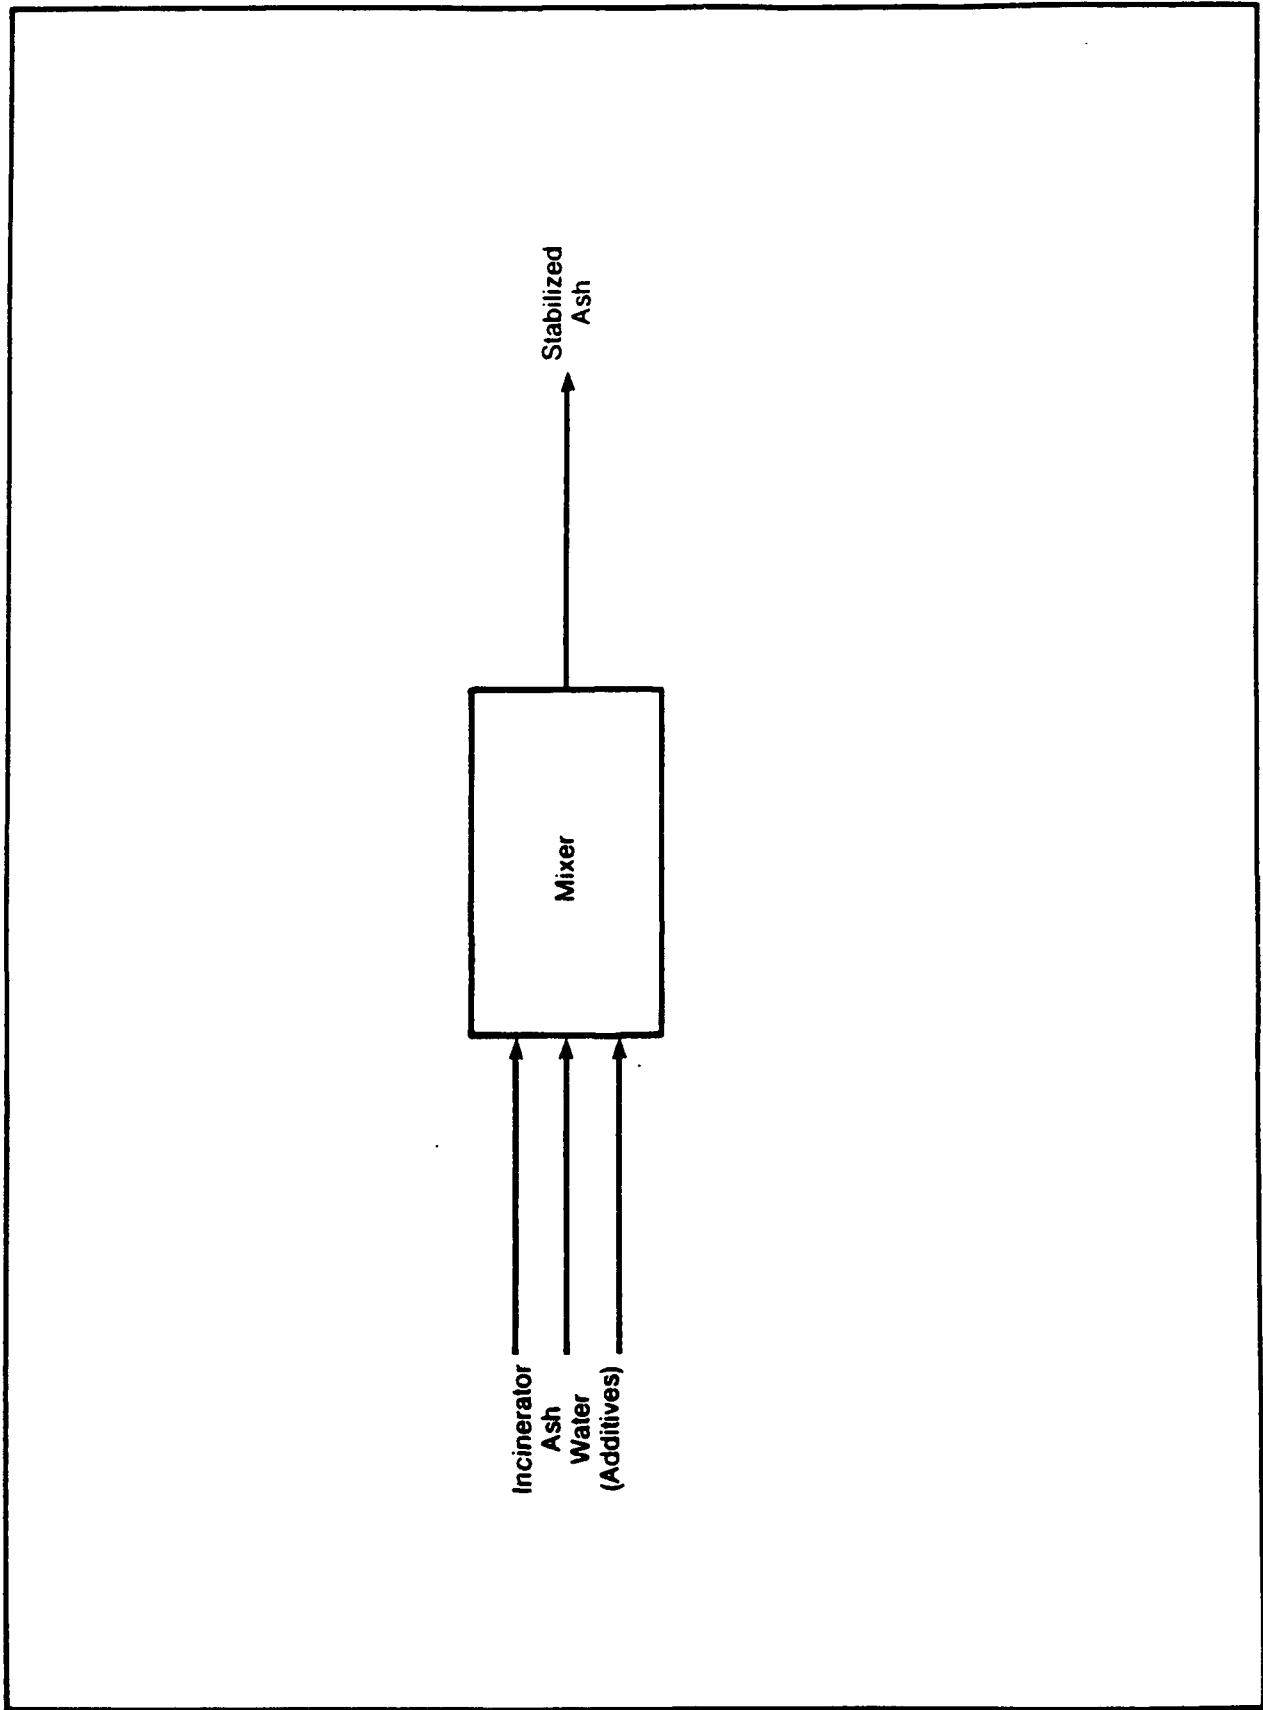 Incinerator
Ash
Water
(Additives)
Mixer
Stabilized
Ash